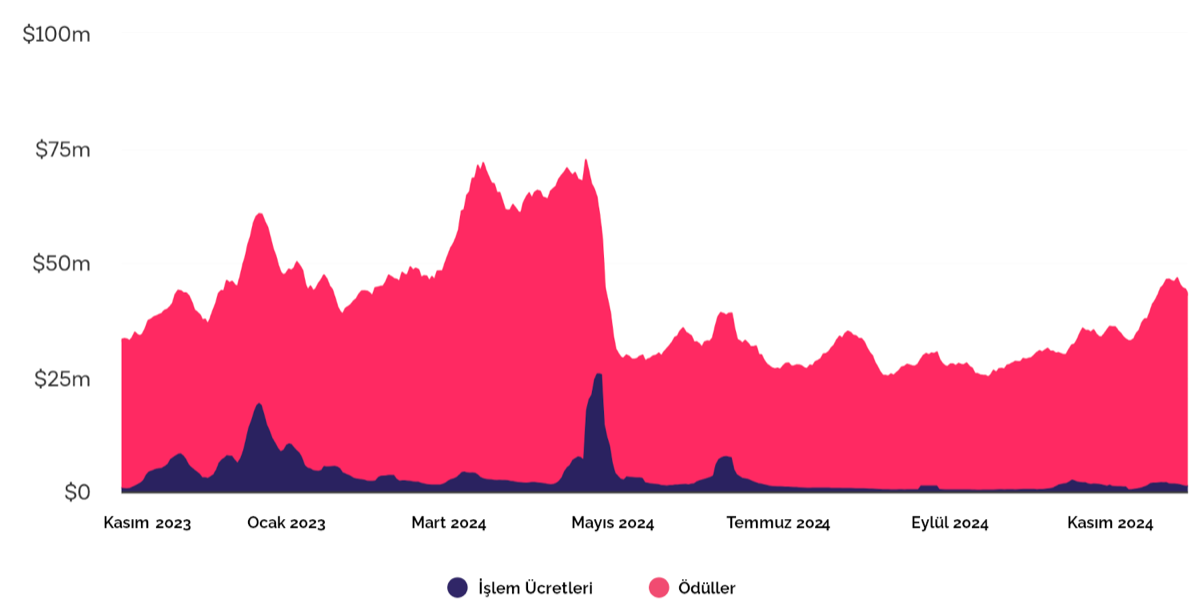 $100m
$75m
$50m
$25m
$0
Kasım 2023 Ocak 2023 Mart 2024 Mayıs 2024 Temmuz 2024 Eylül 2024 Kasım 2024
İşlem Ücretleri Ödüller